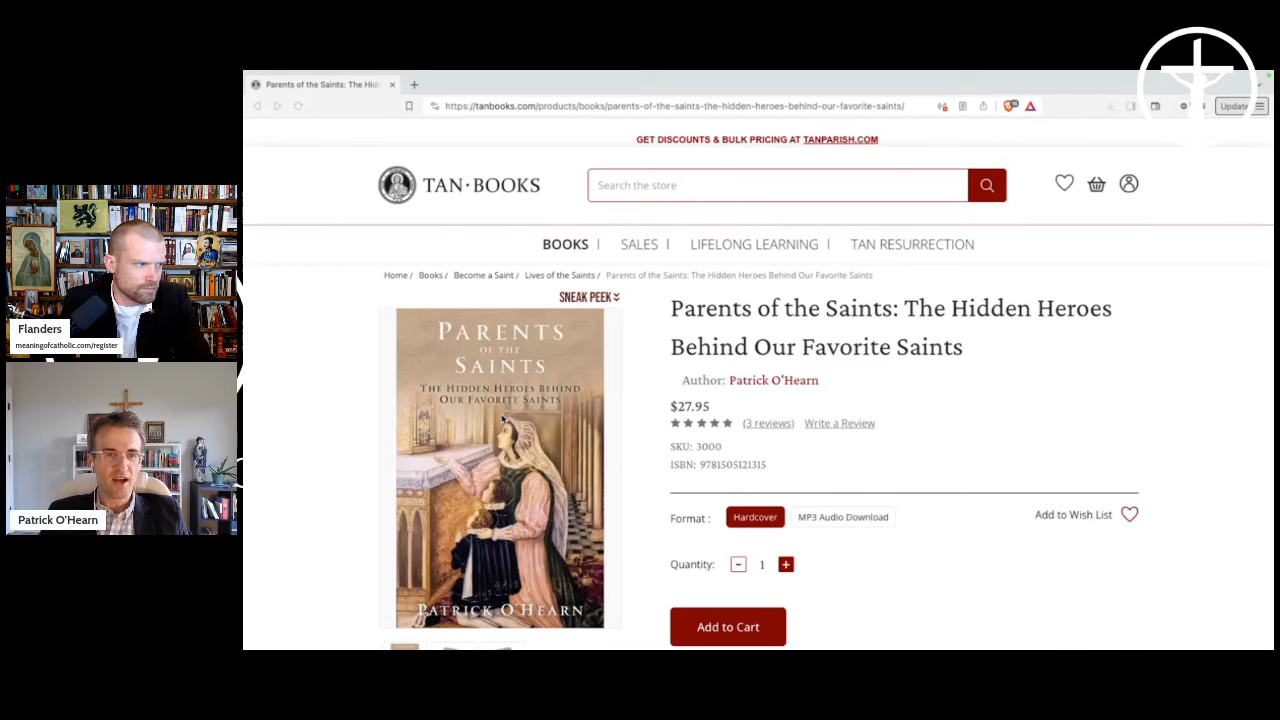 Parents of the Saints: The Hid
https://tanbooks.com/products/books/parents-of-the-saints-the-hidden-heroes-behind-our-favorite-saints/
Update
GET DISCOUNTS & BULK PRICING AT TANPARISH.COM
TAN·BOOKS
Search the store
BOOKS | SALES | LIFELONG LEARNING | TAN RESURRECTION
Home / Books / Become a Saint / Lives of the Saints / Parents of the Saints: The Hidden Heroes Behind Our Favorite Saints
SNEAK PEEK
PARENTS
OF THE
SAINTS
THE HIDDEN HEROES BEHIND
OUR FAVORITE SAINTS
PATRICK O'HEARN
Parents of the Saints: The Hidden Heroes
Behind Our Favorite Saints
Author: Patrick O'Hearn
$27.95
(3 reviews) Write a Review
SKU: 3000
ISBN: 9781505121315
Format : Hardcover MP3 Audio Download
Add to Wish List
Quantity: - 1 +
Add to Cart
Flanders
meaningofcatholic.com/register
Patrick O'Hearn